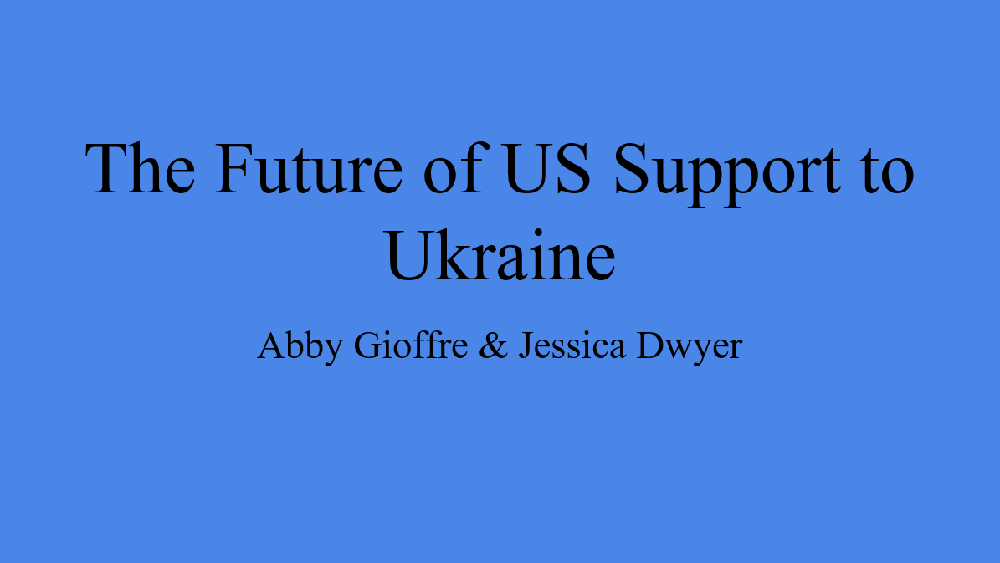 The Future of US Support to
Ukraine
Abby Gioffre & Jessica Dwyer